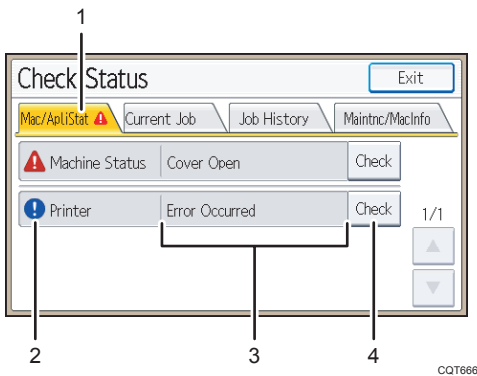 1
Check Status
Exit
Mac/ApliStat
Current Job
Job History
Maintnc/MacInfo
Machine Status
Cover Open
Check
Printer
Error Occurred
Check
1/1
2
3
4
CQT666